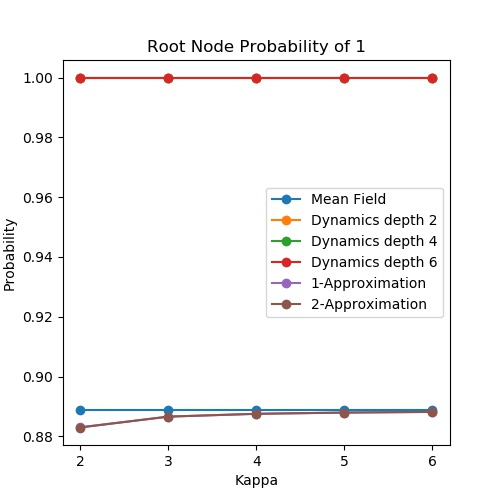 Root Node Probability of 1
1.00
0.98
0.96
0.94
0.92
0.90
0.88
Probability
Mean Field
Dynamics depth 2
Dynamics depth 4
Dynamics depth 6
1-Approximation
2-Approximation
2 3 4 5 6
Kappa